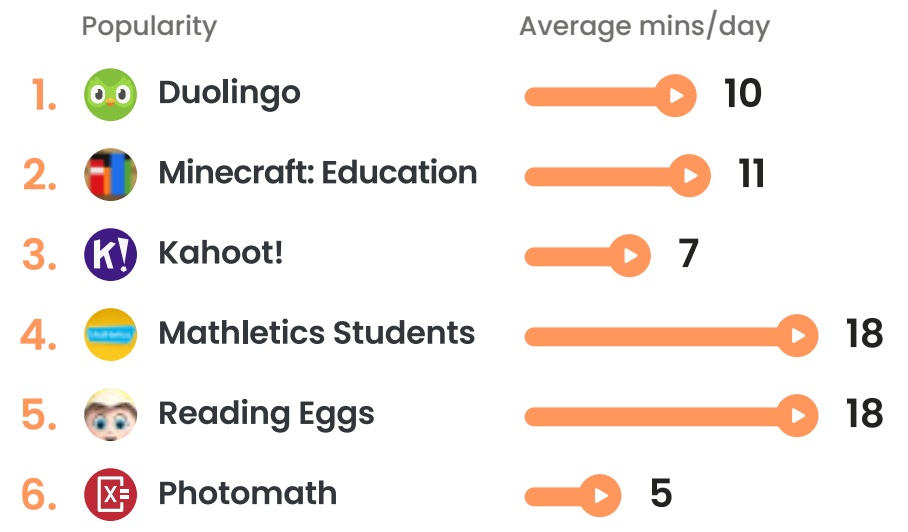 Popularity Average mins/day
1. Duolingo 10
2. Minecraft: Education 11
3. K! Kahoot! 7
4. Mathletics Students 18
5. Reading Eggs 18
6. X= Photomath 5